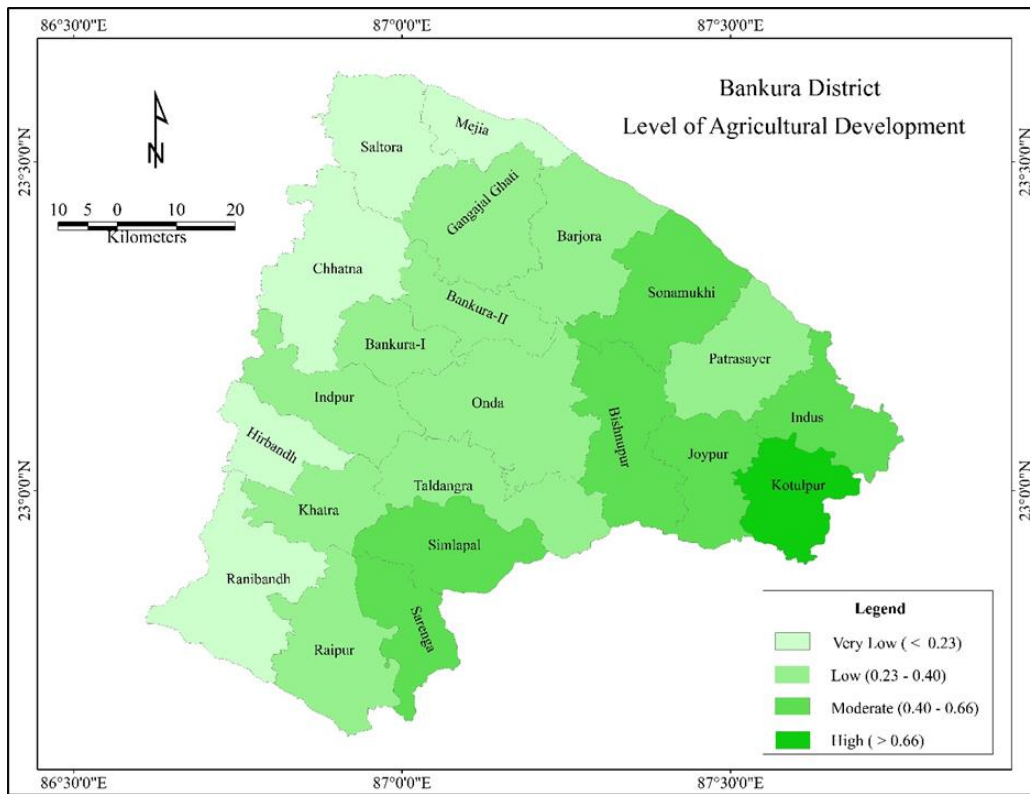 86°30'0"E 87°0'0"E 87°30'0"E
Bankura District
Level of Agricultural Development
N
23°30'0"N
23°30'0"N
10 5 0 10 20
Kilometers
Saltora
Mejia
Gangajal Ghati
Barjora
Chhatna
Sonamukhi
Bankura-II
Bankura-I
Patrasayer
Indpur
Onda
Bishnupur
Indus
Hirbandh
Joypur
Taldangra
Kotulpur
23°0'0"N
23°0'0"N
Khatra
Simlapal
Ranibandh
Sarenga
Raipur
Legend
Very Low ( < 0.23)
Low (0.23 - 0.40)
Moderate (0.40 - 0.66)
High ( > 0.66)
86°30'0"E 87°0'0"E 87°30'0"E